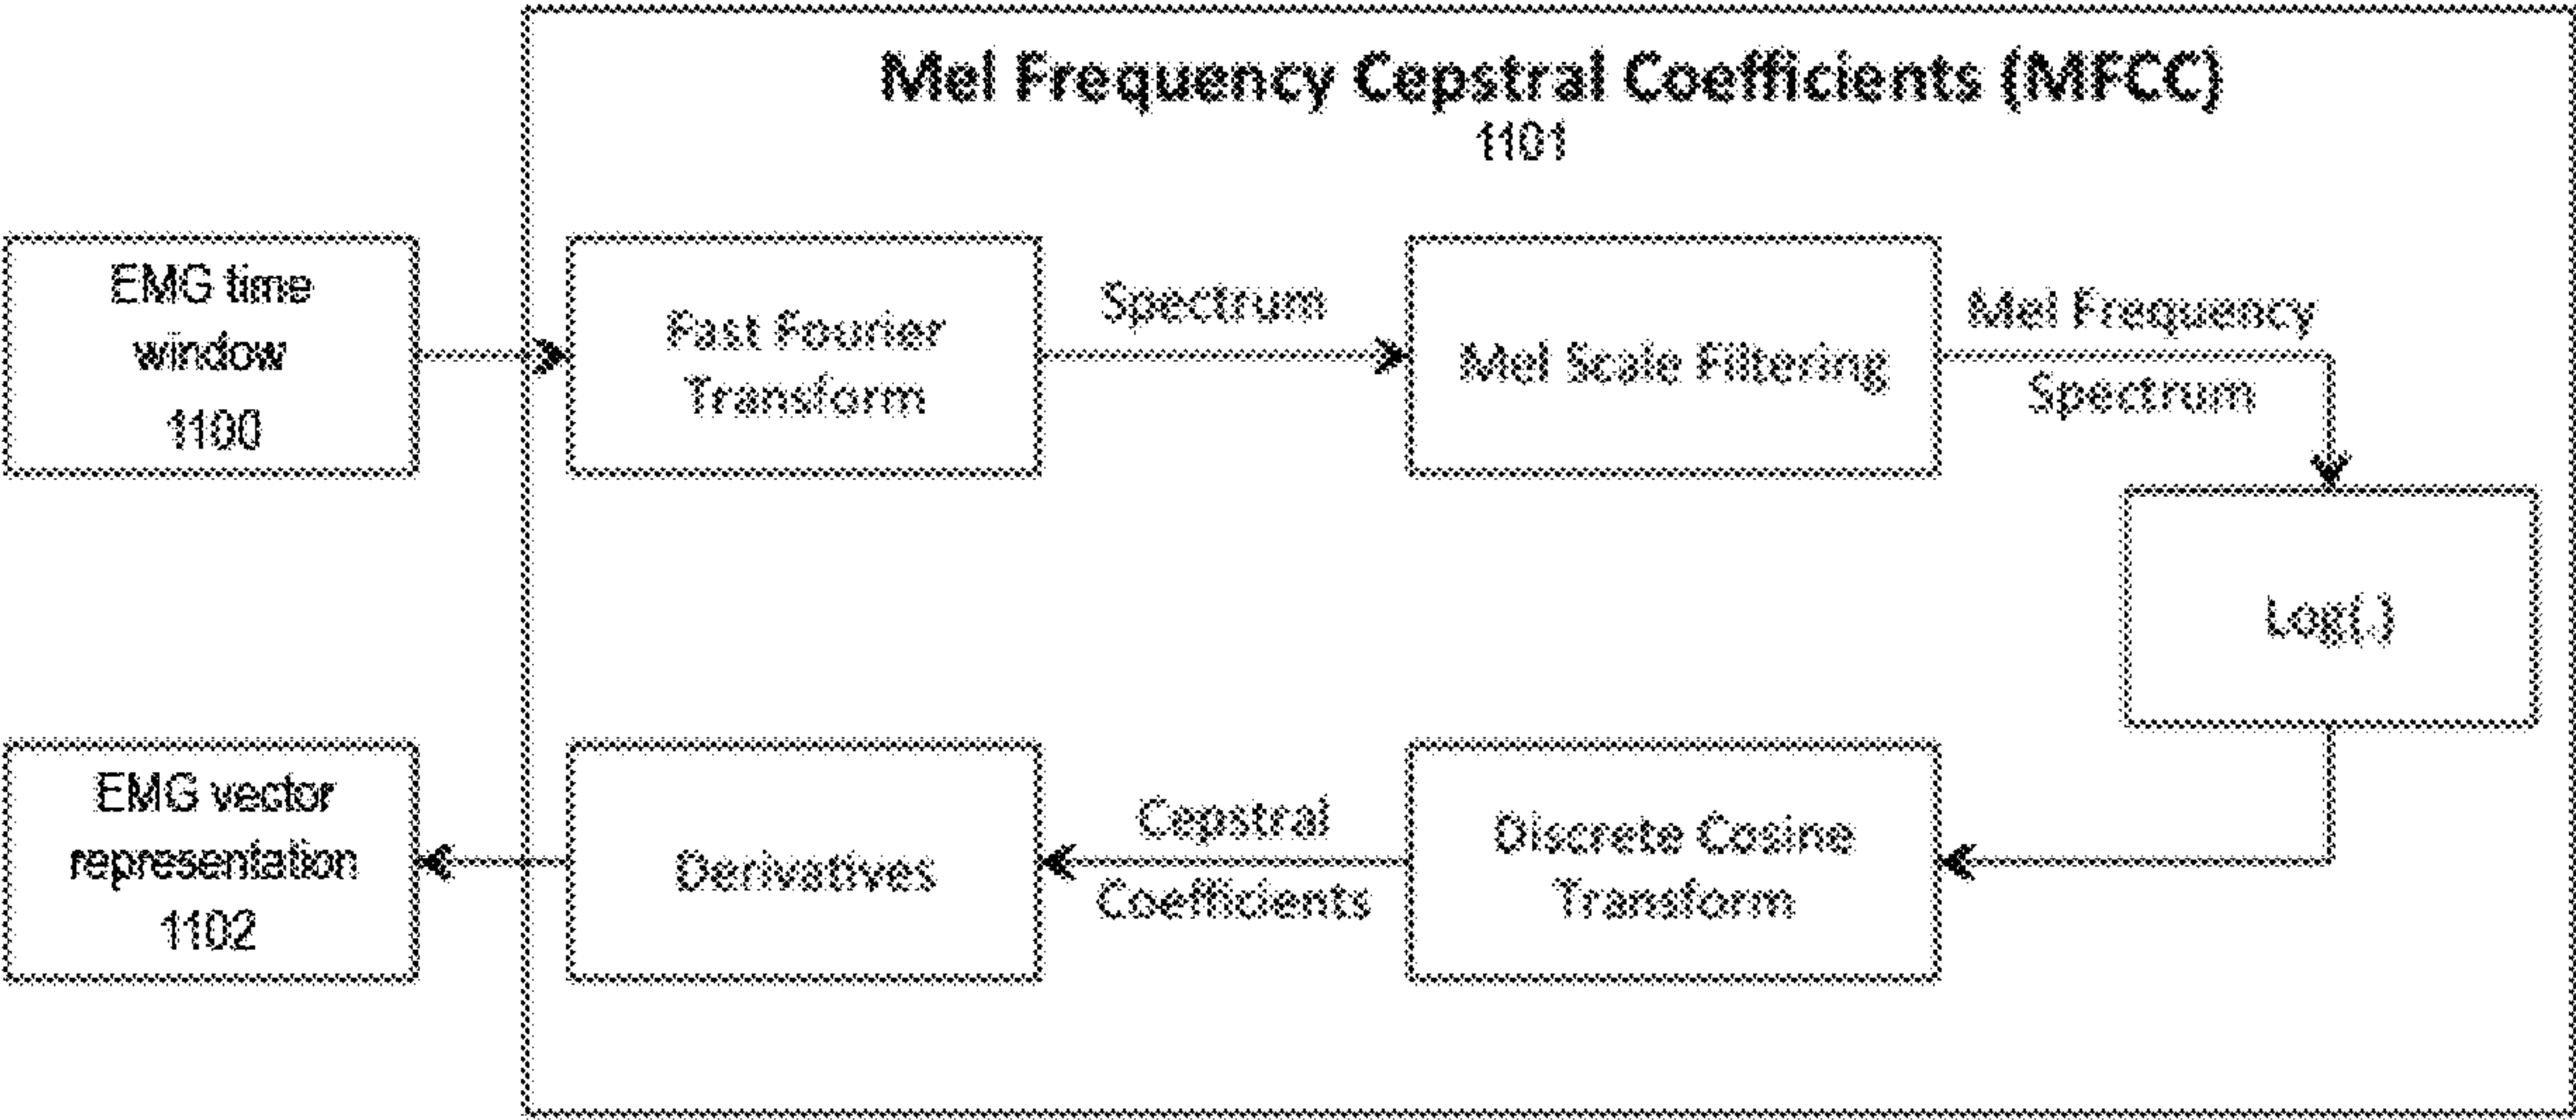 Mel Frequency Cepstral Coefficients (MFCC)
1101
EMG time
window
1100
Fast Fourier
Transform
Spectrum
Mel Scale Filtering
Mel Frequency
Spectrum
Log(.)
Discrete Cosine
Transform
Cepstral
Coefficients
Derivatives
EMG vector
representation
1102